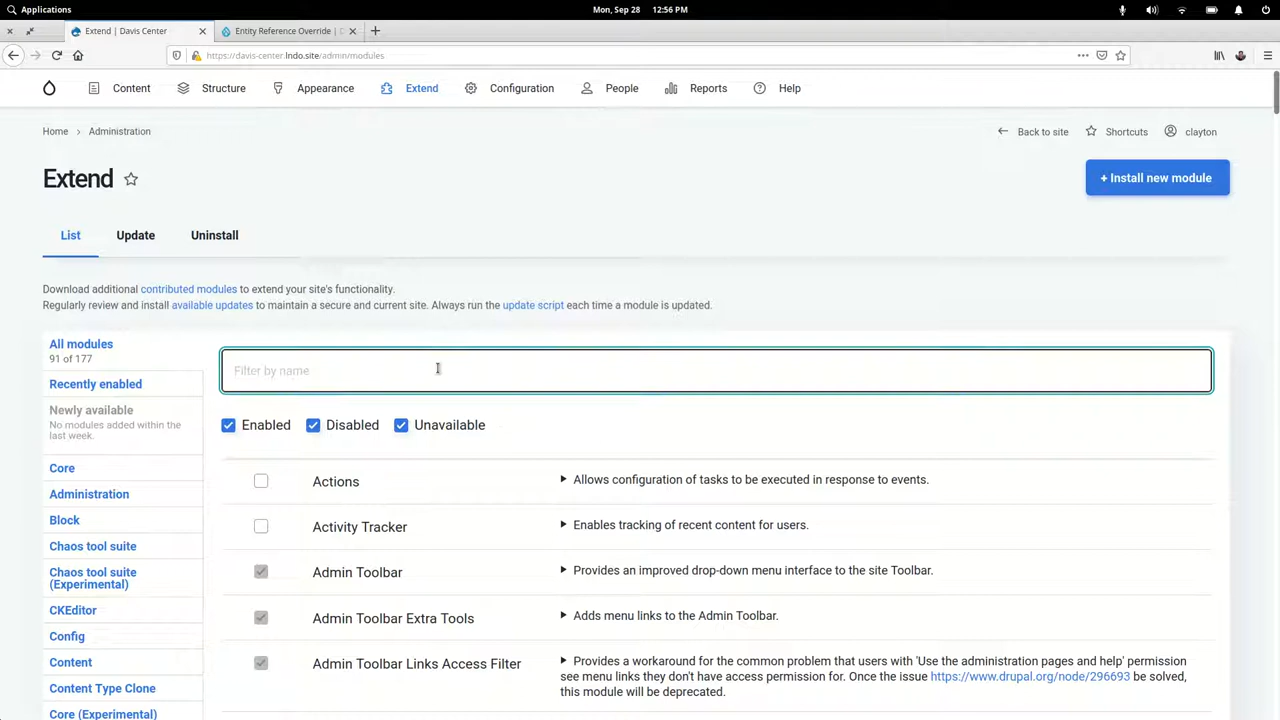 Applications
Mon, Sep 28 12:56 PM
Extend | Davis Center
Entity Reference Override | D
https://davis-center.lndo.site/admin/modules
Content
Structure
Appearance
Extend
Configuration
People
Reports
Help
Home > Administration
Back to site
Shortcuts
clayton
Extend
+ Install new module
List
Update
Uninstall
Download additional contributed modules to extend your site's functionality.
Regularly review and install available updates to maintain a secure and current site. Always run the update script each time a module is updated.
All modules
91 of 177
Recently enabled
Newly available
No modules added within the
last week.
Core
Administration
Block
Chaos tool suite
Chaos tool suite
(Experimental)
CKEditor
Config
Content
Content Type Clone
Core (Experimental)
Filter by name
Enabled
Disabled
Unavailable
Actions
Allows configuration of tasks to be executed in response to events.
Activity Tracker
Enables tracking of recent content for users.
Admin Toolbar
Provides an improved drop-down menu interface to the site Toolbar.
Admin Toolbar Extra Tools
Adds menu links to the Admin Toolbar.
Admin Toolbar Links Access Filter
Provides a workaround for the common problem that users with 'Use the administration pages and help' permission
see menu links they don't have access permission for. Once the issue https://www.drupal.org/node/296693 be solved,
this module will be deprecated.